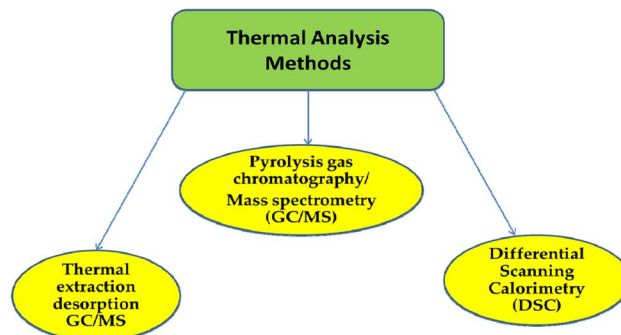 Thermal Analysis
Methods
Pyrolysis gas
chromatography/
Mass spectrometry
(GC/MS)
Thermal
extraction
desorption
GC/MS
Differential
Scanning
Calorimetry
(DSC)